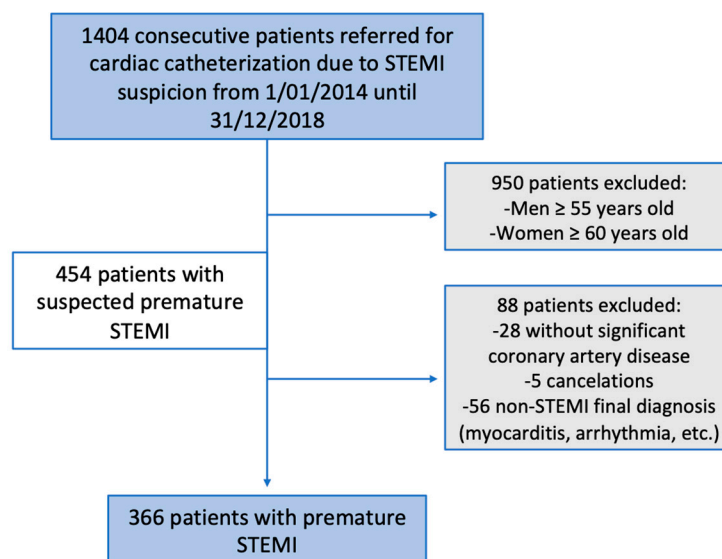 1404 consecutive patients referred for
cardiac catheterization due to STEMI
suspicion from 1/01/2014 until
31/12/2018
950 patients excluded:
-Men ≥ 55 years old
-Women ≥ 60 years old
454 patients with
suspected premature
STEMI
88 patients excluded:
-28 without significant
coronary artery disease
-5 cancelations
-56 non-STEMI final diagnosis
(myocarditis, arrhythmia, etc.)
366 patients with premature
STEMI